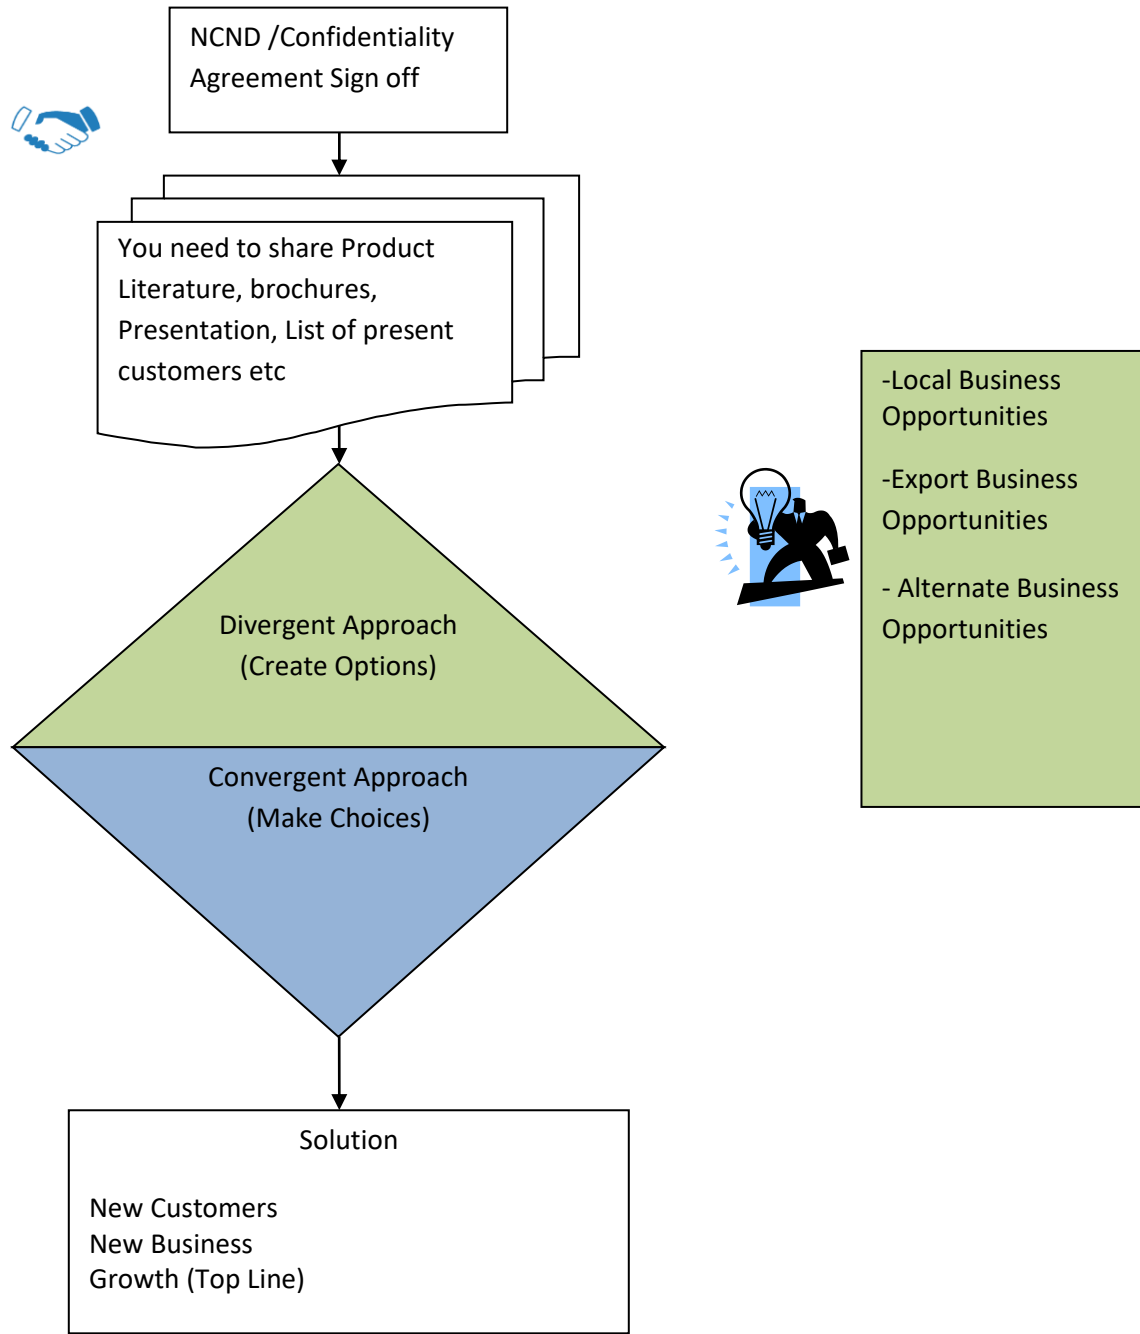 NCND /Confidentiality
Agreement Sign off
You need to share Product
Literature, brochures,
Presentation, List of present
customers etc
-Local Business
Opportunities
-Export Business
Opportunities
- Alternate Business
Opportunities
Divergent Approach
(Create Options)
Convergent Approach
(Make Choices)
Solution
New Customers
New Business
Growth (Top Line)